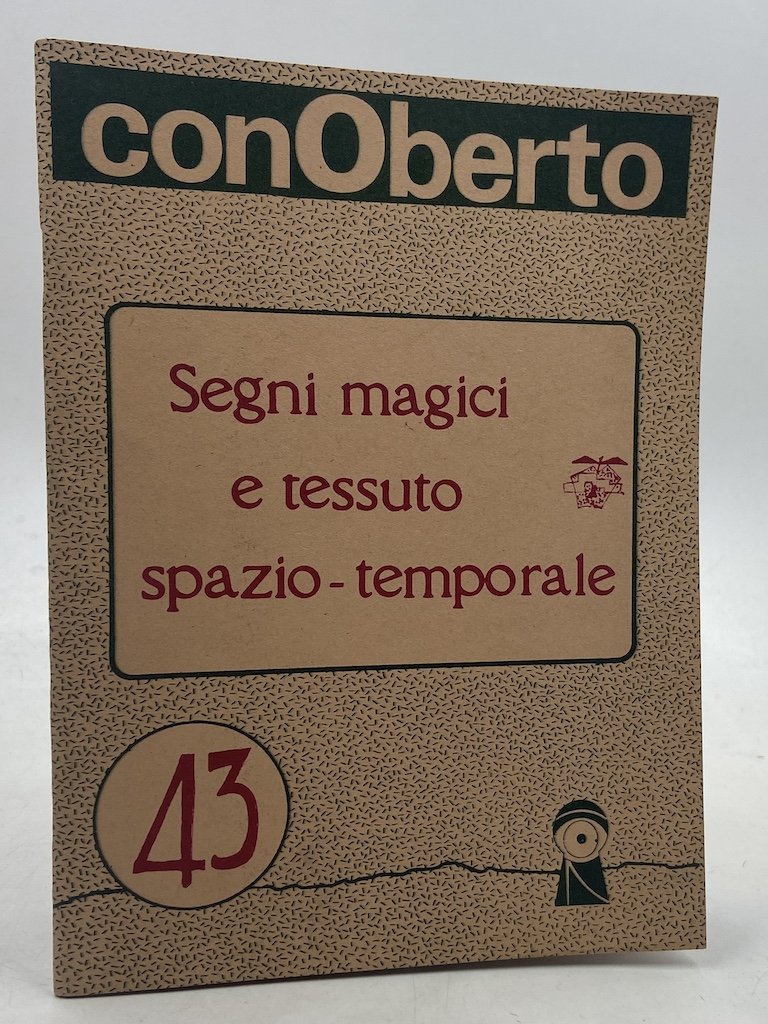 conOberto
Segni magici
e tessuto
spazio-temporale
43